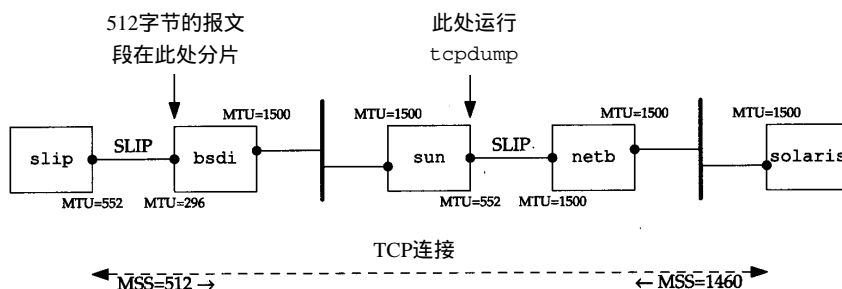 512字节的报文
段在此处分片
此处运行
tcpdump
MTU=1500
MTU=1500
MTU=1500
MTU=1500
slip
SLIP
bsdi
sun
SLIP
netb
solaris
MTU=552
MTU=296
MTU=552
MTU=1500
TCP连接
MSS=512 →
← MSS=1460